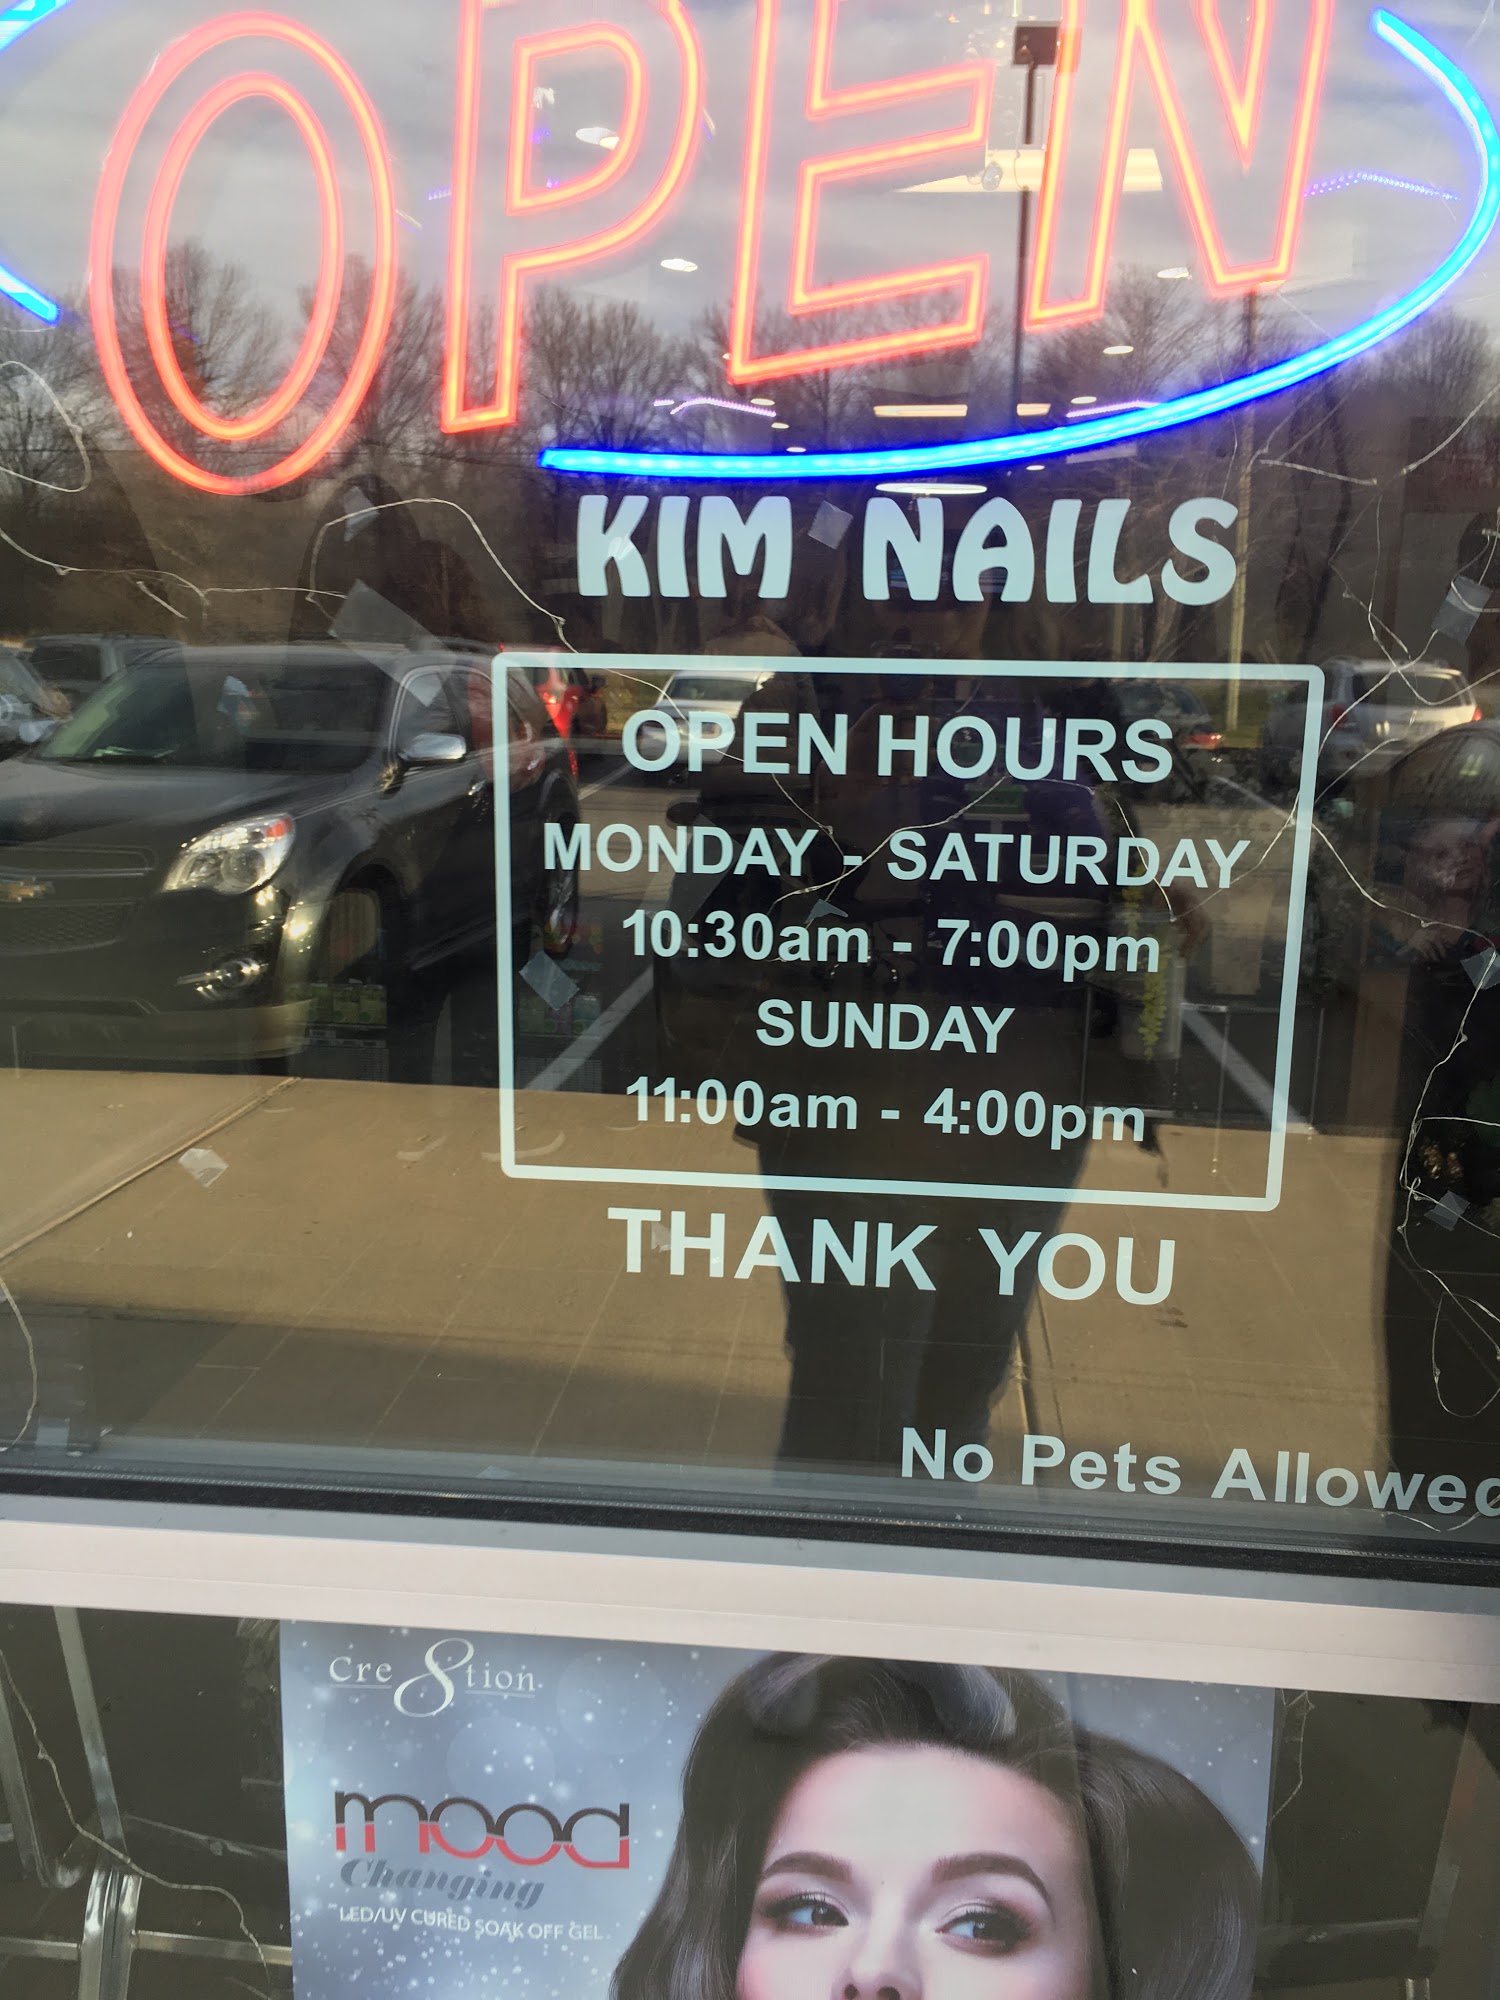 OPEN
KIM NAILS
OPEN HOURS
MONDAY - SATURDAY
10:30am - 7:00pm
SUNDAY
11:00am - 4:00pm
THANK YOU
No Pets Allowed
Cre8tion
mood
Changing
LED/UV CURED SOAK OFF GEL